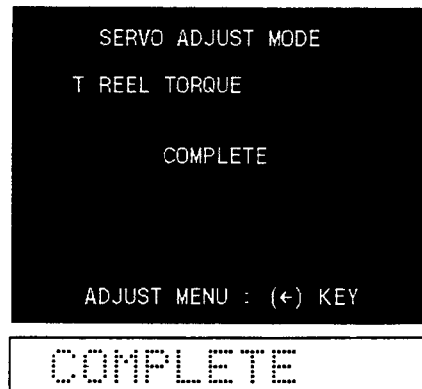 SERVO ADJUST MODE
T REEL TORQUE
COMPLETE
ADJUST MENU : (←) KEY
COMPLETE